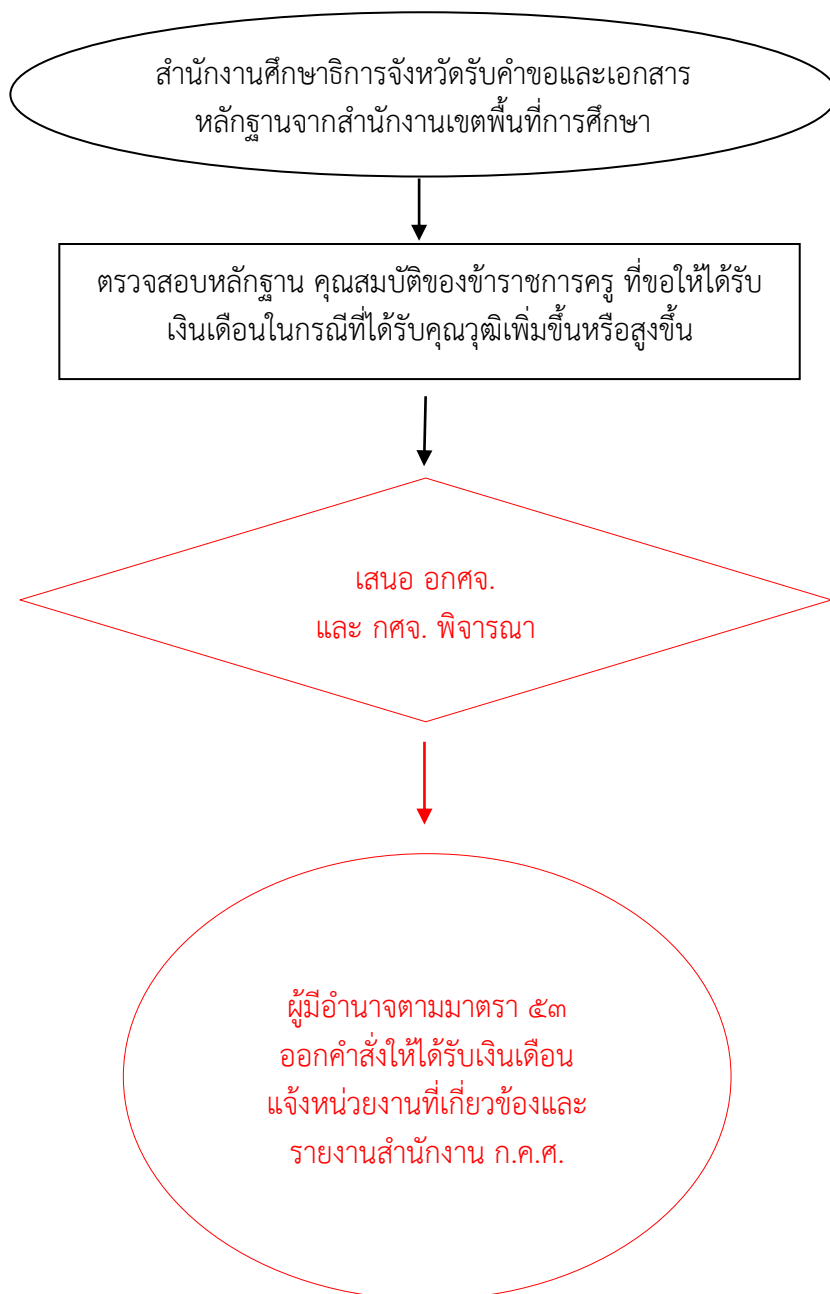 สำนักงานศึกษาธิการจังหวัดรับคำขอและเอกสาร
หลักฐานจากสำนักงานเขตพื้นที่การศึกษา
ตรวจสอบหลักฐาน คุณสมบัติของข้าราชการครู ที่ขอให้ได้รับ
เงินเดือนในกรณีที่ได้รับคุณวุฒิเพิ่มขึ้นหรือสูงขึ้น
เสนอ อกศจ.
และ กศจ. พิจารณา
ผู้มีอำนาจตามมาตรา ๕๓
ออกคำสั่งให้ได้รับเงินเดือน
แจ้งหน่วยงานที่เกี่ยวข้องและ
รายงานสำนักงาน ก.ค.ศ.